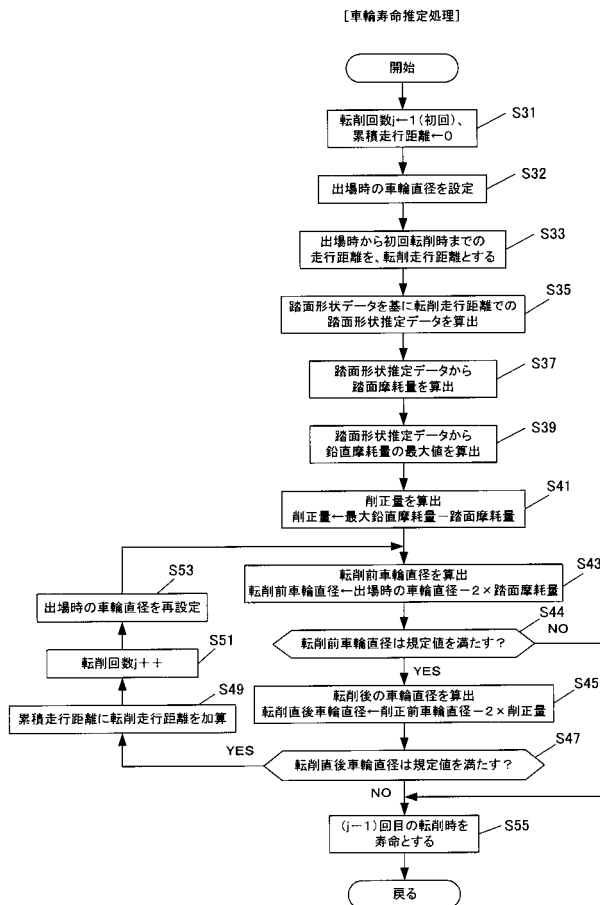 [車輪寿命推定処理]
開始
転削回数j←1(初回)、
累積走行距離←0
S31
出場時の車輪直径を設定
S32
出場時から初回転削時までの
走行距離を、転削走行距離とする
S33
踏面形状データを基に転削走行距離での
踏面形状推定データを算出
S35
踏面形状推定データから
踏面摩耗量を算出
S37
踏面形状推定データから
鉛直摩耗量の最大値を算出
S39
削正量を算出
削正量←最大鉛直摩耗量−踏面摩耗量
S41
転削前車輪直径を算出
転削前車輪直径←出場時の車輪直径−2×踏面摩耗量
S43
転削前車輪直径は規定値を満たす?
S44
NO
YES
転削後の車輪直径を算出
転削直後車輪直径←削正前車輪直径−2×削正量
S45
転削直後車輪直径は規定値を満たす?
S47
YES
NO
累積走行距離に転削走行距離を加算
S49
転削回数j++
S51
出場時の車輪直径を再設定
S53
(j−1)回目の転削時を
寿命とする
S55
戻る